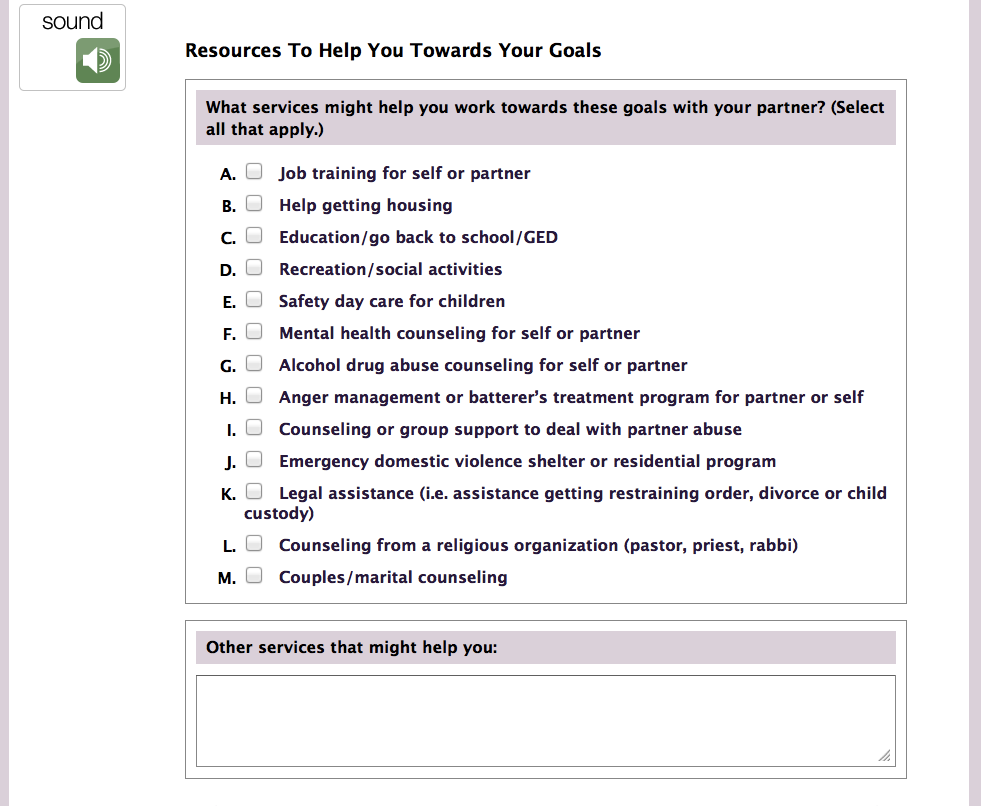 sound
Resources To Help You Towards Your Goals
What services might help you work towards these goals with your partner? (Select
all that apply.)
A. Job training for self or partner
B. Help getting housing
C. Education/go back to school/GED
D. Recreation/social activities
E. Safety day care for children
F. Mental health counseling for self or partner
G. Alcohol drug abuse counseling for self or partner
H. Anger management or batterer’s treatment program for partner or self
I. Counseling or group support to deal with partner abuse
J. Emergency domestic violence shelter or residential program
K. Legal assistance (i.e. assistance getting restraining order, divorce or child
custody)
L. Counseling from a religious organization (pastor, priest, rabbi)
M. Couples/marital counseling
Other services that might help you: